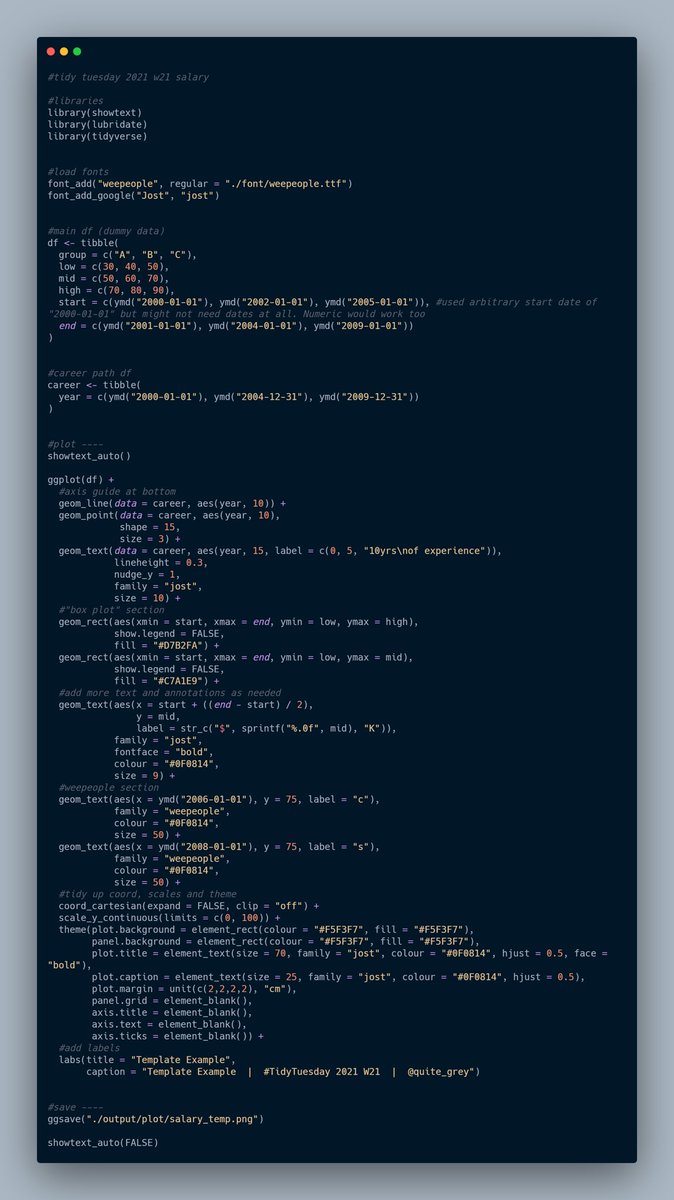 #tidy tuesday 2021 w21 salary
#libraries
library(showtext)
library(lubridate)
library(tidyverse)
#load fonts
font_add("weepeople", regular = "./font/weepeople.ttf")
font_add_google("Jost", "jost")
#main df (dummy data)
df <- tibble(
  group = c("A", "B", "C"),
  low = c(30, 40, 50),
  mid = c(50, 60, 70),
  high = c(70, 80, 90),
  start = c(ymd("2000-01-01"), ymd("2002-01-01"), ymd("2005-01-01")), #used arbitrary start date of
"2000-01-01" but might not need dates at all. Numeric would work too
  end = c(ymd("2001-01-01"), ymd("2004-01-01"), ymd("2009-01-01"))
)
#career path df
career <- tibble(
  year = c(ymd("2000-01-01"), ymd("2004-12-31"), ymd("2009-12-31"))
)
#plot ----
showtext_auto()
ggplot(df) +
  #axis guide at bottom
  geom_line(data = career, aes(year, 10)) +
  geom_point(data = career, aes(year, 10),
             shape = 15,
             size = 3) +
  geom_text(data = career, aes(year, 15, label = c(0, 5, "10yrs\nof experience")),
            lineheight = 0.3,
            nudge_y = 1,
            family = "jost",
            size = 10) +
  #"box plot" section
  geom_rect(aes(xmin = start, xmax = end, ymin = low, ymax = high),
            show.legend = FALSE,
            fill = "#D7B2FA") +
  geom_rect(aes(xmin = start, xmax = end, ymin = low, ymax = mid),
            show.legend = FALSE,
            fill = "#C7A1E9") +
  #add more text and annotations as needed
  geom_text(aes(x = start + ((end - start) / 2),
                y = mid,
                label = str_c("$", sprintf("%.0f", mid), "K")),
            family = "jost",
            fontface = "bold",
            colour = "#0F0814",
            size = 9) +
  #weepeople section
  geom_text(aes(x = ymd("2006-01-01"), y = 75, label = "c"),
            family = "weepeople",
            colour = "#0F0814",
            size = 50) +
  geom_text(aes(x = ymd("2008-01-01"), y = 75, label = "s"),
            family = "weepeople",
            colour = "#0F0814",
            size = 50) +
  #tidy up coord, scales and theme
  coord_cartesian(expand = FALSE, clip = "off") +
  scale_y_continuous(limits = c(0, 100)) +
  theme(plot.background = element_rect(colour = "#F5F3F7", fill = "#F5F3F7"),
        panel.background = element_rect(colour = "#F5F3F7", fill = "#F5F3F7"),
        plot.title = element_text(size = 70, family = "jost", colour = "#0F0814", hjust = 0.5, face =
"bold"),
        plot.caption = element_text(size = 25, family = "jost", colour = "#0F0814", hjust = 0.5),
        plot.margin = unit(c(2,2,2,2), "cm"),
        panel.grid = element_blank(),
        axis.title = element_blank(),
        axis.text = element_blank(),
        axis.ticks = element_blank()) +
  #add labels
  labs(title = "Template Example",
       caption = "Template Example  |  #TidyTuesday 2021 W21  |  @quite_grey")
#save ----
ggsave("./output/plot/salary_temp.png")
showtext_auto(FALSE)